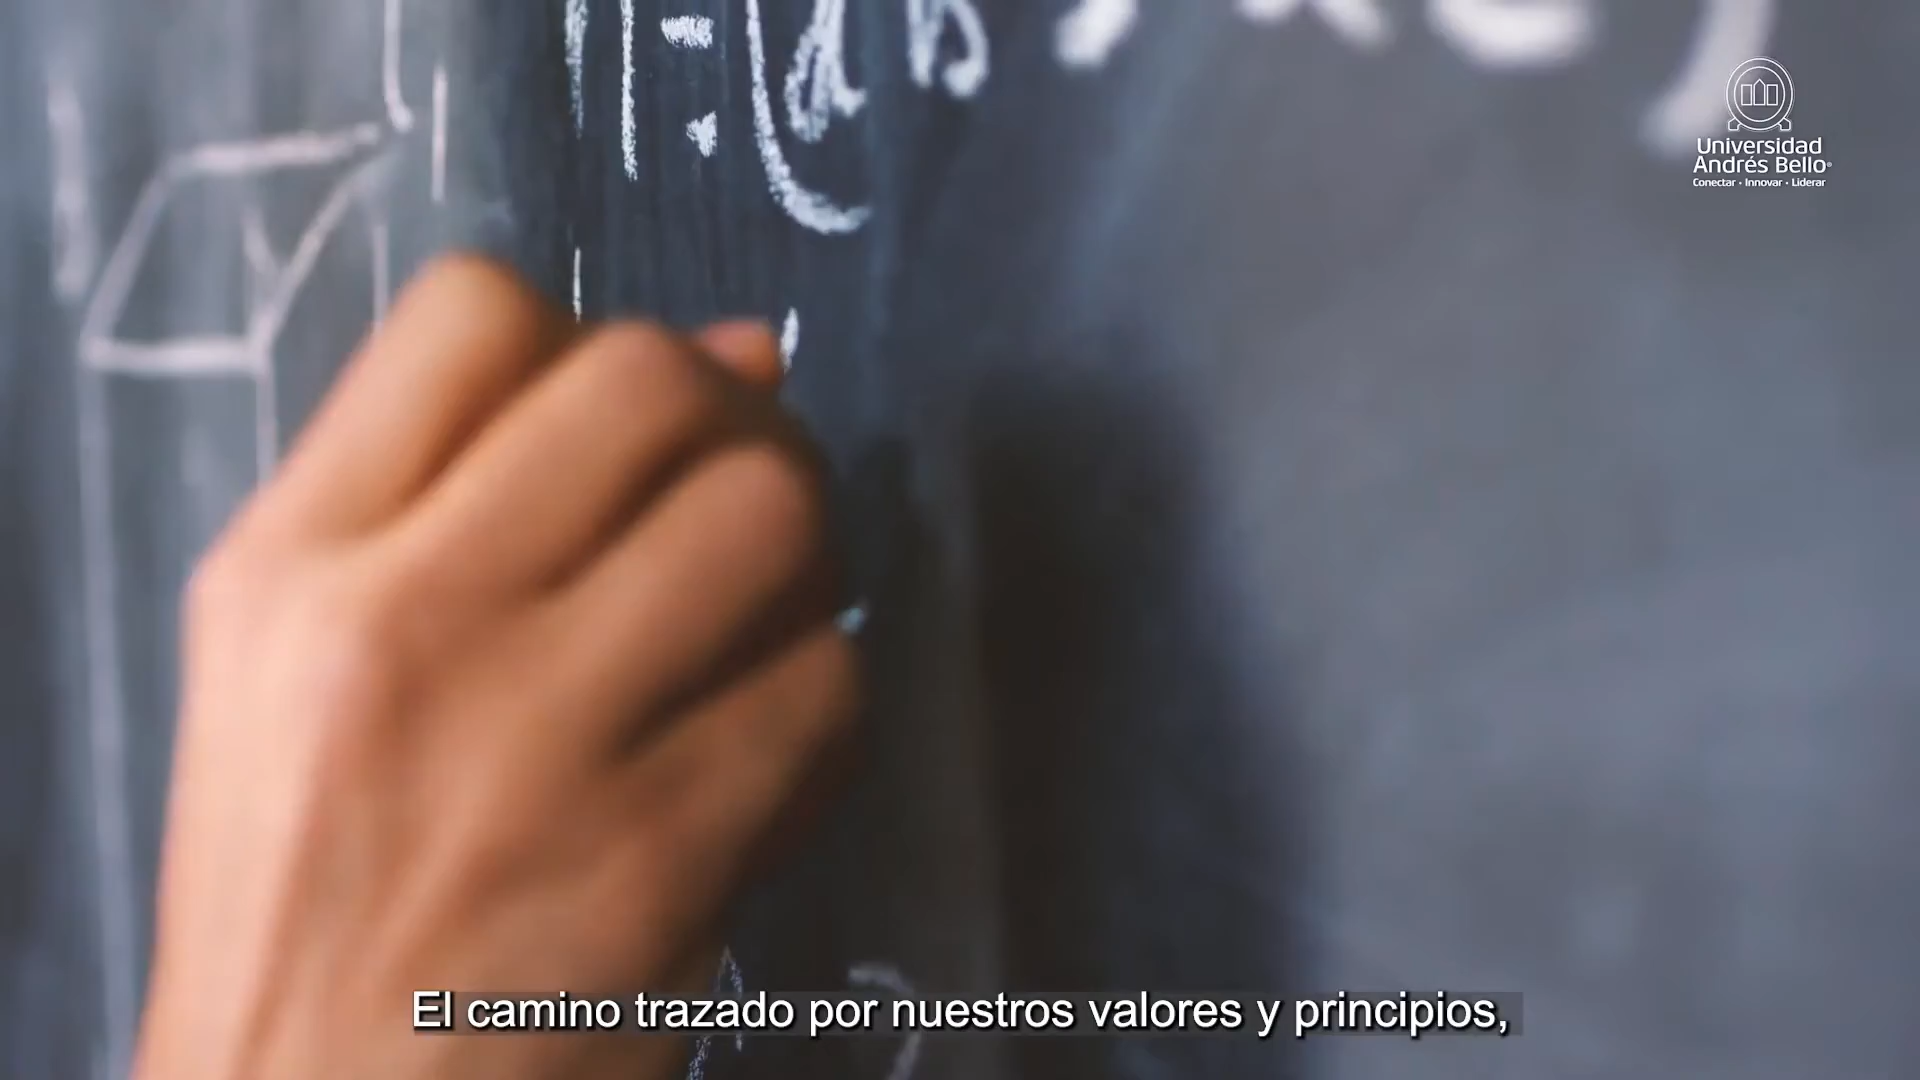 Universidad
Andrés Bello
Conectar · Innovar · Liderar
El camino trazado por nuestros valores y principios,